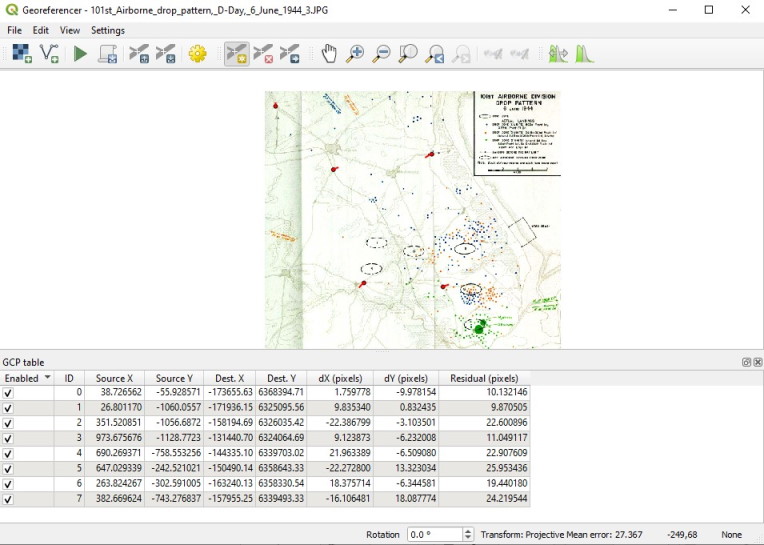 Georeferencer - 101st_Airborne_drop_pattern,_D-Day,_6_June_1944_3.JPG
File Edit View Settings
101ST AIRBORNE DIVISION
DROP PATTERN
6 JUNE 1944
GCP table
Enabled ID Source X Source Y Dest. X Dest. Y dX (pixels) dY (pixels) Residual (pixels)
0 38.726562 -55.928571 -173655.63 6368394.71 1.759778 -9.978154 10.132146
1 26.801170 -1060.0557 -171936.15 6325095.56 9.835340 0.832435 9.870505
2 351.520851 -1056.6872 -158194.69 6326035.42 -22.386799 -3.103501 22.600896
3 973.675676 -1128.7723 -131440.70 6324064.69 9.123873 -6.232008 11.049117
4 690.269371 -758.553256 -144335.10 6339703.02 21.963389 -6.509080 22.907609
5 647.029339 -242.521021 -150490.14 6358643.33 -22.272800 13.323034 25.953436
6 263.824267 -302.591005 -163240.13 6358330.54 18.375714 -6.344581 19.440180
7 382.669624 -743.276837 -157955.25 6339493.33 -16.106481 18.087774 24.219544
Rotation 0.0 ° Transform: Projective Mean error: 27.367 -249,68 None